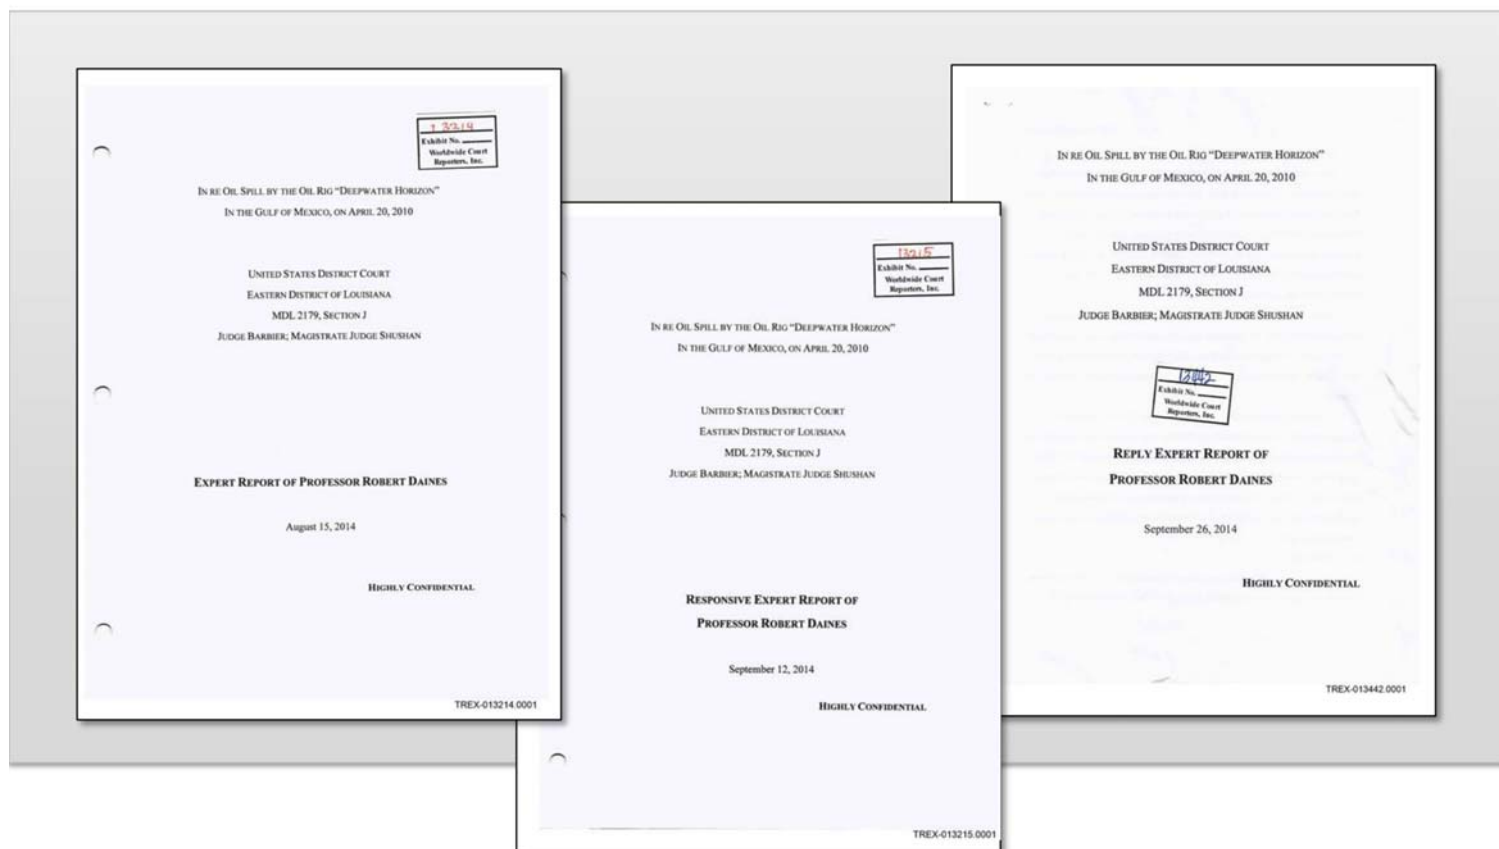 13214
Exhibit No.
Worldwide Court
Reporters, Inc.
IN RE OIL SPILL BY THE OIL RIG “DEEPWATER HORIZON”
IN THE GULF OF MEXICO, ON APRIL 20, 2010
UNITED STATES DISTRICT COURT
EASTERN DISTRICT OF LOUISIANA
MDL 2179, SECTION J
JUDGE BARBIER; MAGISTRATE JUDGE SHUSHAN
EXPERT REPORT OF PROFESSOR ROBERT DAINES
August 15, 2014
HIGHLY CONFIDENTIAL
TREX-013214.0001
13215
Exhibit No.
Worldwide Court
Reporters, Inc.
IN RE OIL SPILL BY THE OIL RIG “DEEPWATER HORIZON”
IN THE GULF OF MEXICO, ON APRIL 20, 2010
UNITED STATES DISTRICT COURT
EASTERN DISTRICT OF LOUISIANA
MDL 2179, SECTION J
JUDGE BARBIER; MAGISTRATE JUDGE SHUSHAN
RESPONSIVE EXPERT REPORT OF
PROFESSOR ROBERT DAINES
September 12, 2014
HIGHLY CONFIDENTIAL
TREX-013215.0001
IN RE OIL SPILL BY THE OIL RIG “DEEPWATER HORIZON”
IN THE GULF OF MEXICO, ON APRIL 20, 2010
UNITED STATES DISTRICT COURT
EASTERN DISTRICT OF LOUISIANA
MDL 2179, SECTION J
JUDGE BARBIER; MAGISTRATE JUDGE SHUSHAN
13442
Exhibit No.
Worldwide Court
Reporters, Inc.
REPLY EXPERT REPORT OF
PROFESSOR ROBERT DAINES
September 26, 2014
HIGHLY CONFIDENTIAL
TREX-013442.0001